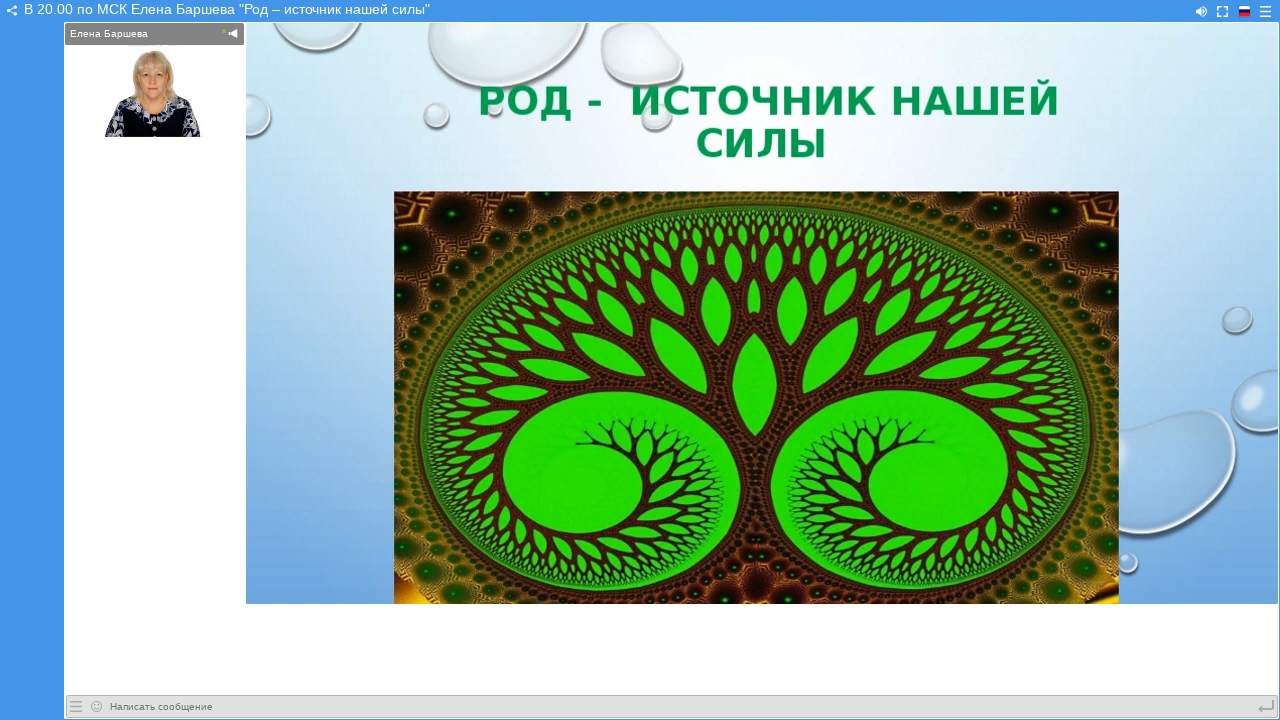 В 20.00 по МСК Елена Баршева "Род – источник нашей силы"
Елена Баршева
РОД - ИСТОЧНИК НАШЕЙ
СИЛЫ
Написать сообщение